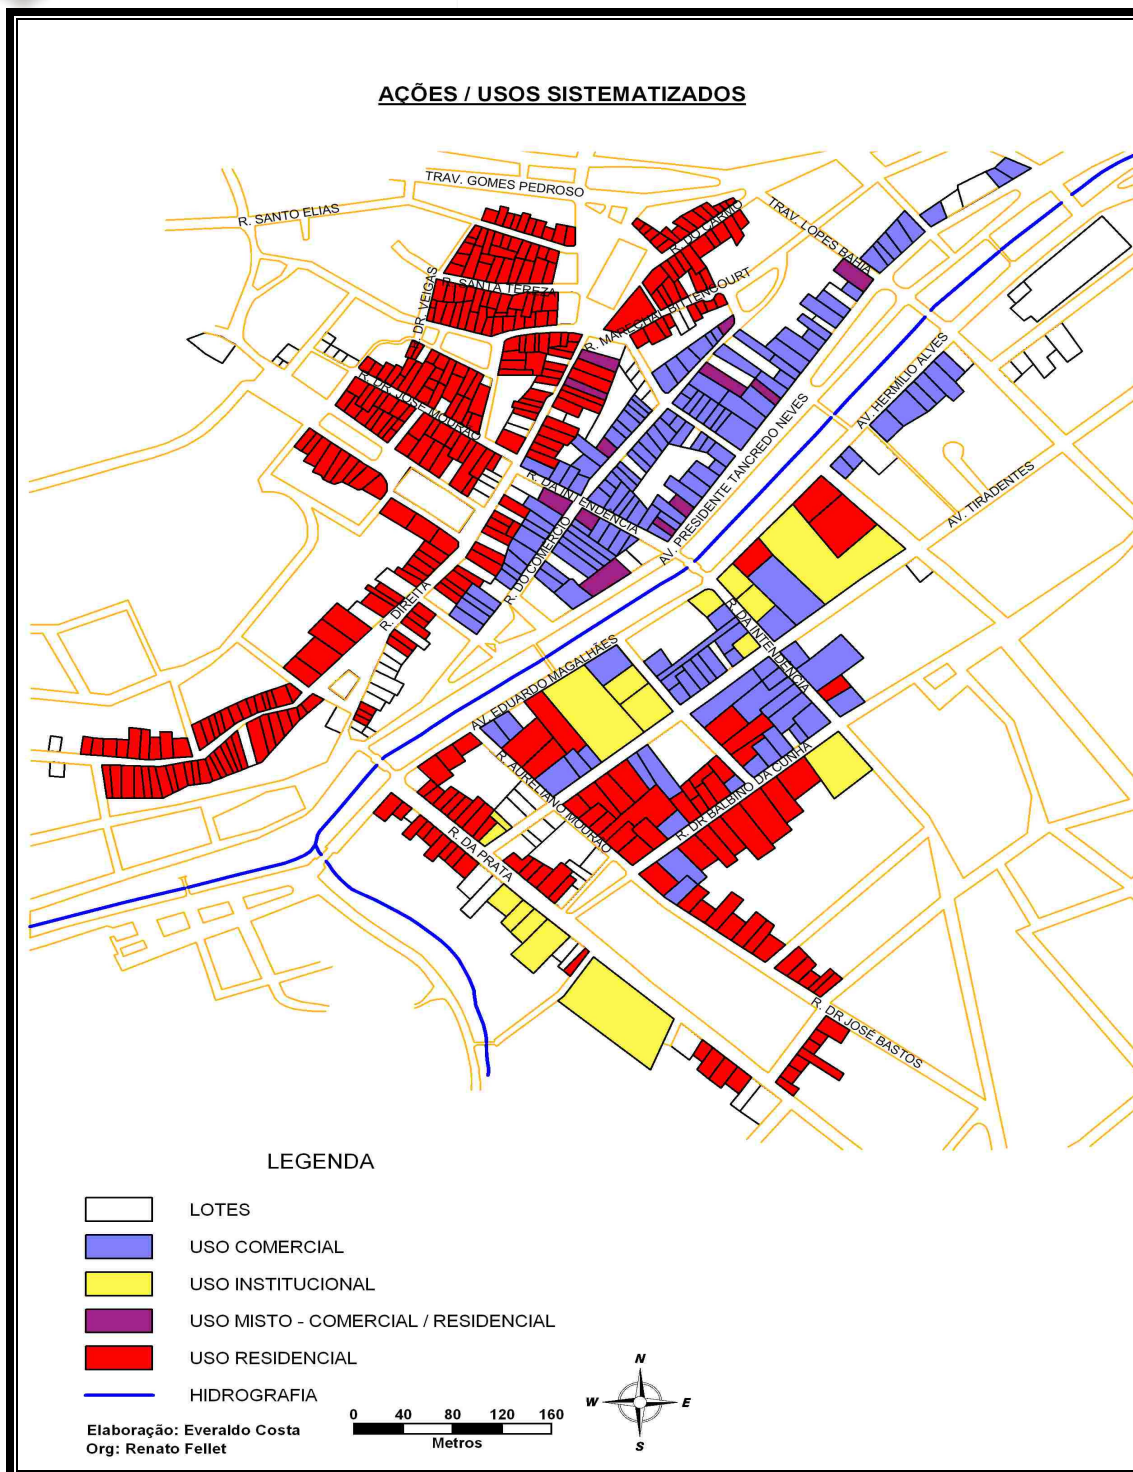 AÇÕES / USOS SISTEMATIZADOS
TRAV. GOMES PEDROSO
R. SANTO ELIAS
R. DO CARMO
TRAV. LOPES BAHIA
DR. VEIGAS
R. SANTA TEREZA
R. MARECHAL BITTENCOURT
R. DR. JOSÉ MOURÃO
AV. HERMILIO ALVES
AV. PRESIDENTE TANCREDO NEVES
R. DA INTENDENCIA
AV. TIRADENTES
R. DO COMERCIO
R. DIREITA
R. DA INTENDENCIA
AV. EDUARDO MAGALHÃES
R. AURELIANO MOURÃO
R. DR BALBINO DA CUNHA
R. DA PRATA
R. DR JOSÉ BASTOS
LEGENDA
LOTES
USO COMERCIAL
USO INSTITUCIONAL
USO MISTO - COMERCIAL / RESIDENCIAL
USO RESIDENCIAL
HIDROGRAFIA
Elaboração: Everaldo Costa
Org: Renato Fellet
0 40 80 120 160
Metros
N
W E
S